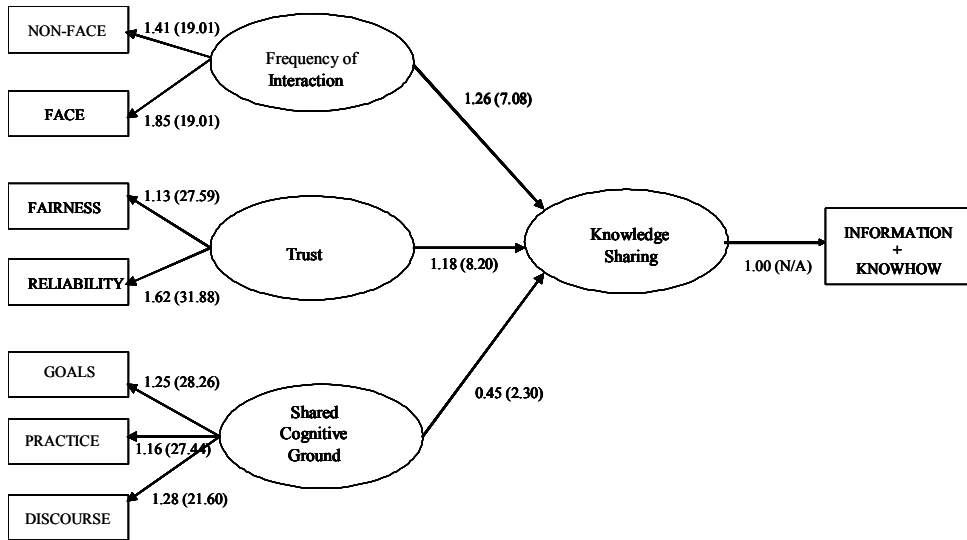 NON-FACE
1.41 (19.01)
Frequency of
Interaction
FACE
1.85 (19.01)
1.26 (7.08)
FAIRNESS
1.13 (27.59)
Trust
RELIABILITY
1.62 (31.88)
1.18 (8.20)
Knowledge
Sharing
1.00 (N/A)
INFORMATION
+
KNOWHOW
GOALS
1.25 (28.26)
PRACTICE
1.16 (27.44)
DISCOURSE
1.28 (21.60)
Shared
Cognitive
Ground
0.45 (2.30)